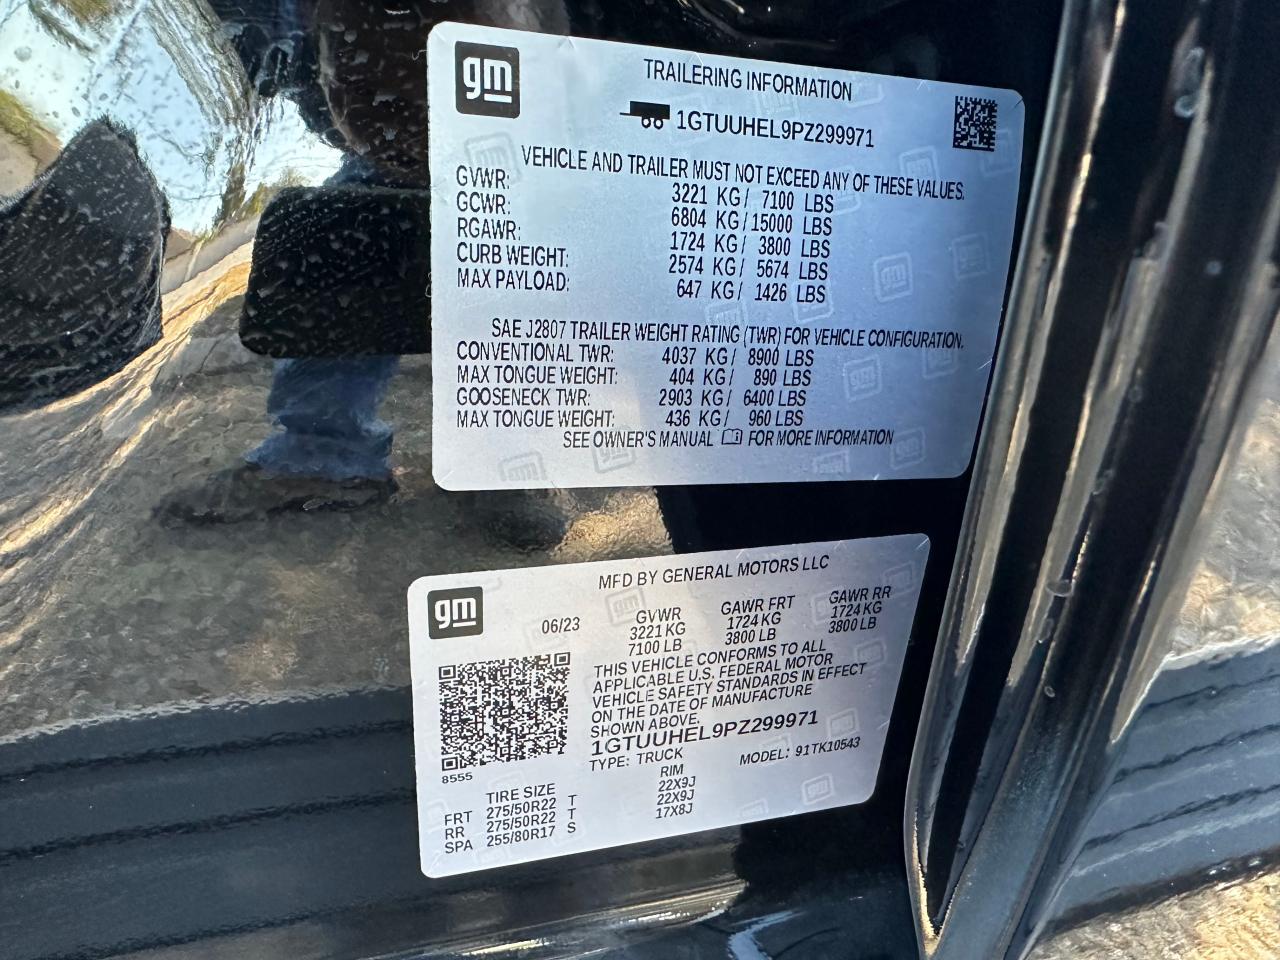 gm
TRAILERING INFORMATION
1GTUUHEL9PZ299971
VEHICLE AND TRAILER MUST NOT EXCEED ANY OF THESE VALUES.
GVWR: 3221 KG/ 7100 LBS
GCWR: 6804 KG/ 15000 LBS
RGAWR: 1724 KG/ 3800 LBS
CURB WEIGHT: 2574 KG/ 5674 LBS
MAX PAYLOAD: 647 KG/ 1426 LBS
SAE J2807 TRAILER WEIGHT RATING (TWR) FOR VEHICLE CONFIGURATION.
CONVENTIONAL TWR: 4037 KG/ 8900 LBS
MAX TONGUE WEIGHT: 404 KG/ 890 LBS
GOOSENECK TWR: 2903 KG/ 6400 LBS
MAX TONGUE WEIGHT: 436 KG/ 960 LBS
SEE OWNER'S MANUAL FOR MORE INFORMATION
gm
MFD BY GENERAL MOTORS LLC
06/23 GVWR GAWR FRT GAWR RR
3221 KG 1724 KG 1724 KG
7100 LB 3800 LB 3800 LB
THIS VEHICLE CONFORMS TO ALL
APPLICABLE U.S. FEDERAL MOTOR
VEHICLE SAFETY STANDARDS IN EFFECT
ON THE DATE OF MANUFACTURE
SHOWN ABOVE.
1GTUUHEL9PZ299971
TYPE: TRUCK MODEL: 91TK10543
8555
TIRE SIZE RIM
FRT 275/50R22 T 22X9J
RR 275/50R22 T 22X9J
SPA 255/80R17 S 17X8J